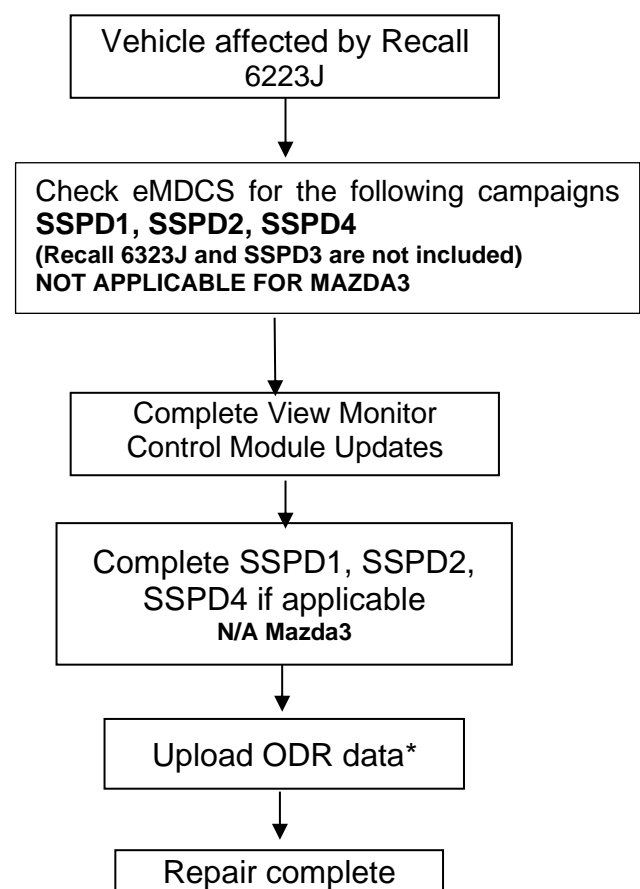 Vehicle affected by Recall
6223J
Check eMDCS for the following campaigns
SSPD1, SSPD2, SSPD4
(Recall 6323J and SSPD3 are not included)
NOT APPLICABLE FOR MAZDA3
Complete View Monitor
Control Module Updates
Complete SSPD1, SSPD2,
SSPD4 if applicable
N/A Mazda3
Upload ODR data*
Repair complete